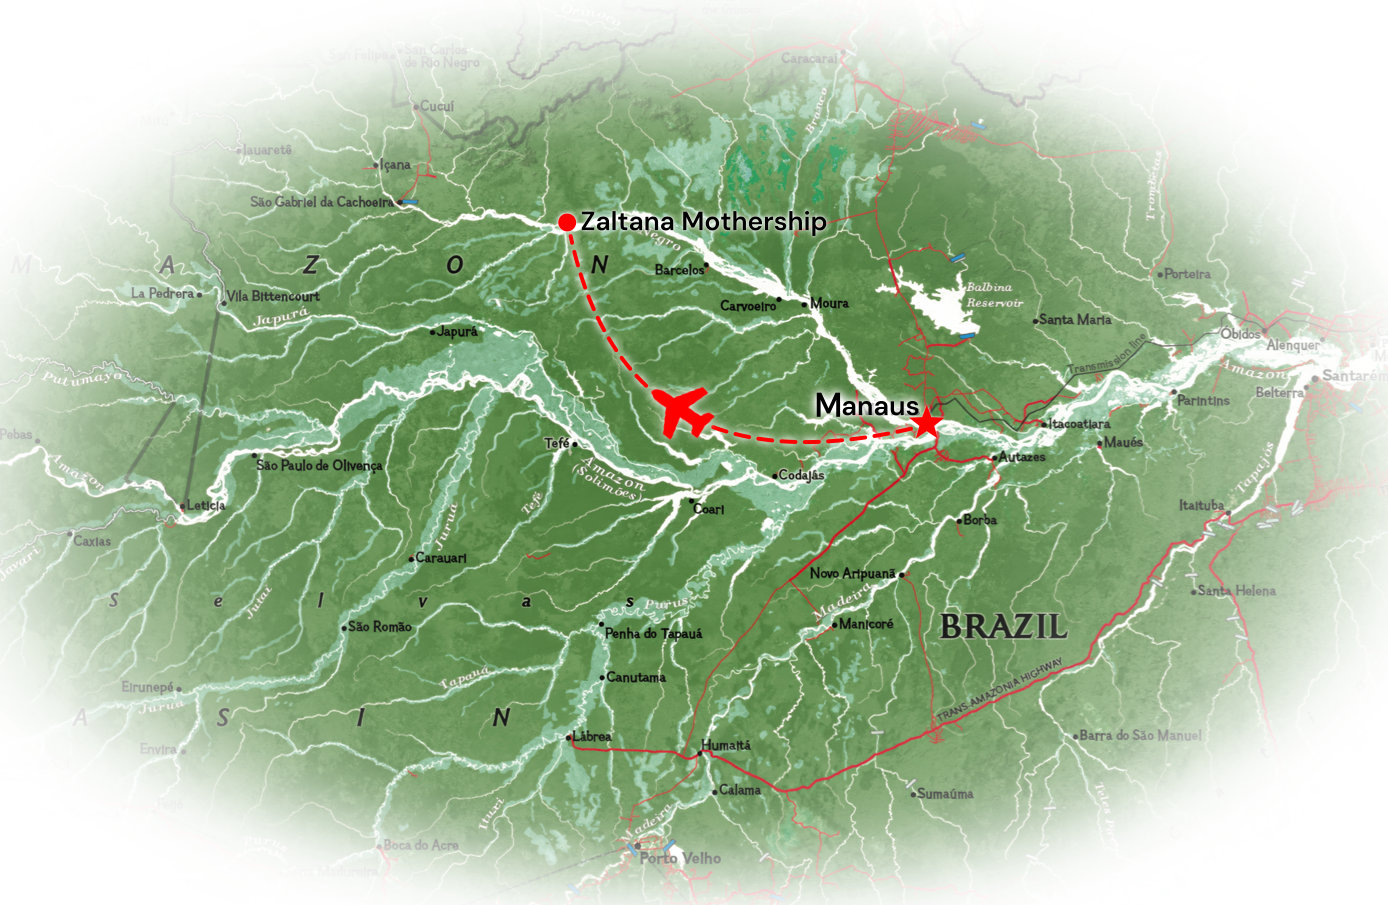 San Felipe
San Carlos
de Rio Negro
Caracaraí
Cucuí
Branco
Iauaretê
Içana
Trombetas
São Gabriel da Cachoeira
Zaltana Mothership
Negro
M A Z O N
Barcelos
Porteira
La Pedrera
Vila Bittencourt
Balbina
Reservoir
Carvoeiro
Moura
Japurá
Japurá
Santa Maria
Óbidos
Alenquer
Transmission line
Putumayo
Amazon
Santarém
Belterra
Parintins
Manaus
Itacoatiara
Pebas
Tefé
Maués
Amazon
São Paulo de Olivença
Amazon
(Solimões)
Autazes
Codajás
Tapajos
Leticia
Tefé
Coari
Itaituba
Juruá
Borba
Caxias
Javari
Carauari
Novo Aripuanã
Jutaí
Santa Helena
S e l v a s
Purus
Madeira
São Romão
Penha do Tapauá
Manicoré
BRAZIL
Tapauá
Canutama
TRANS-AMAZONIA HIGHWAY
Eirunepé
Juruá
A S I N
Lábrea
Humaitá
Barra do São Manuel
Envira
Calama
Sumaúma
Ituxi
Madeira
Boca do Acre
Porto Velho